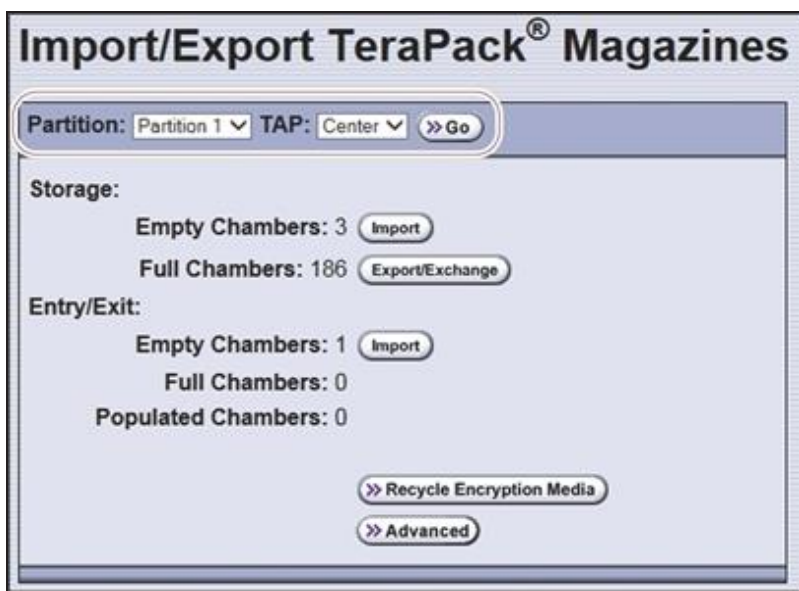 Import/Export TeraPack® Magazines
Partition: Partition 1 TAP: Center >> Go
Storage:
Empty Chambers: 3 Import
Full Chambers: 186 Export/Exchange
Entry/Exit:
Empty Chambers: 1 Import
Full Chambers: 0
Populated Chambers: 0
>> Recycle Encryption Media
>> Advanced